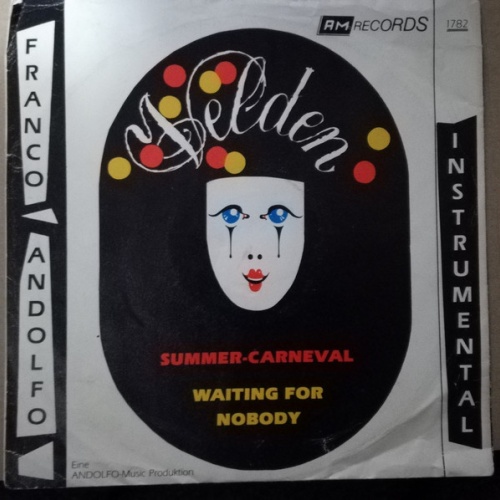 AM RECORDS
1782
FRANCO ANDOLFO
Velden
INSTRUMENTAL
SUMMER-CARNEVAL
WAITING FOR
NOBODY
Eine
ANDOLFO-Music Produktion